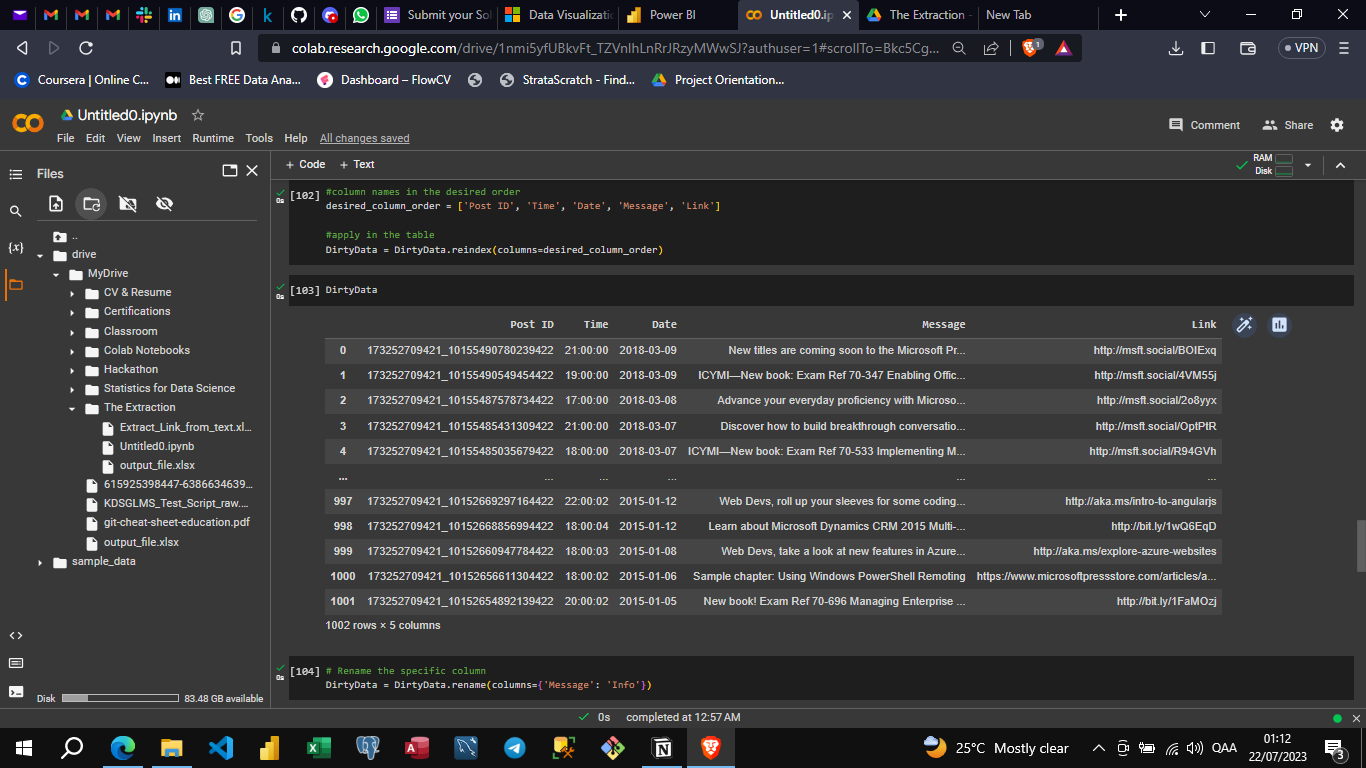 Submit your Sol
Data Visualizatio
Power BI
Untitled0.ip
The Extraction -
New Tab
colab.research.google.com/drive/1nmi5yfUBkvFt_TZVnlhLnRrJRzyMWwSJ?authuser=1#scrollTo=Bkc5Cg...
1
VPN
Coursera | Online C...
Best FREE Data Ana...
Dashboard – FlowCV
StrataScratch - Find...
Project Orientation...
Untitled0.ipynb
File Edit View Insert Runtime Tools Help All changes saved
Comment
Share
Files
+ Code + Text
RAM
Disk
..
drive
MyDrive
CV & Resume
Certifications
Classroom
Colab Notebooks
Hackathon
Statistics for Data Science
The Extraction
Extract_Link_from_text.xl...
Untitled0.ipynb
output_file.xlsx
615925398447-6386634639...
KDSGLMS_Test_Script_raw....
git-cheat-sheet-education.pdf
output_file.xlsx
sample_data
Disk 83.48 GB available
0s [102] #column names in the desired order
desired_column_order = ['Post ID', 'Time', 'Date', 'Message', 'Link']
#apply in the table
DirtyData = DirtyData.reindex(columns=desired_column_order)
0s [103] DirtyData
Post ID Time Date Message Link
0 173252709421_10155490780239422 21:00:00 2018-03-09 New titles are coming soon to the Microsoft Pr... http://msft.social/BOIExq
1 173252709421_10155490549454422 19:00:00 2018-03-09 ICYMI—New book: Exam Ref 70-347 Enabling Offic... http://msft.social/4VM55j
2 173252709421_10155487578734422 17:00:00 2018-03-08 Advance your everyday proficiency with Microso... http://msft.social/2o8yyx
3 173252709421_10155485431309422 21:00:00 2018-03-07 Discover how to build breakthrough conversatio... http://msft.social/OptPtR
4 173252709421_10155485035679422 18:00:00 2018-03-07 ICYMI—New book: Exam Ref 70-533 Implementing M... http://msft.social/R94GVh
... ... ... ... ... ...
997 173252709421_10152669297164422 22:00:02 2015-01-12 Web Devs, roll up your sleeves for some coding... http://aka.ms/intro-to-angularjs
998 173252709421_10152668856994422 18:00:04 2015-01-12 Learn about Microsoft Dynamics CRM 2015 Multi-... http://bit.ly/1wQ6EqD
999 173252709421_10152660947784422 18:00:03 2015-01-08 Web Devs, take a look at new features in Azure... http://aka.ms/explore-azure-websites
1000 173252709421_10152656611304422 18:00:02 2015-01-06 Sample chapter: Using Windows PowerShell Remoting https://www.microsoftpressstore.com/articles/a...
1001 173252709421_10152654892139422 20:00:02 2015-01-05 New book! Exam Ref 70-696 Managing Enterprise ... http://bit.ly/1FaMOzj
1002 rows × 5 columns
0s [104] # Rename the specific column
DirtyData = DirtyData.rename(columns={'Message': 'Info'})
0s completed at 12:57 AM
25°C Mostly clear
QAA
01:12
22/07/2023
3